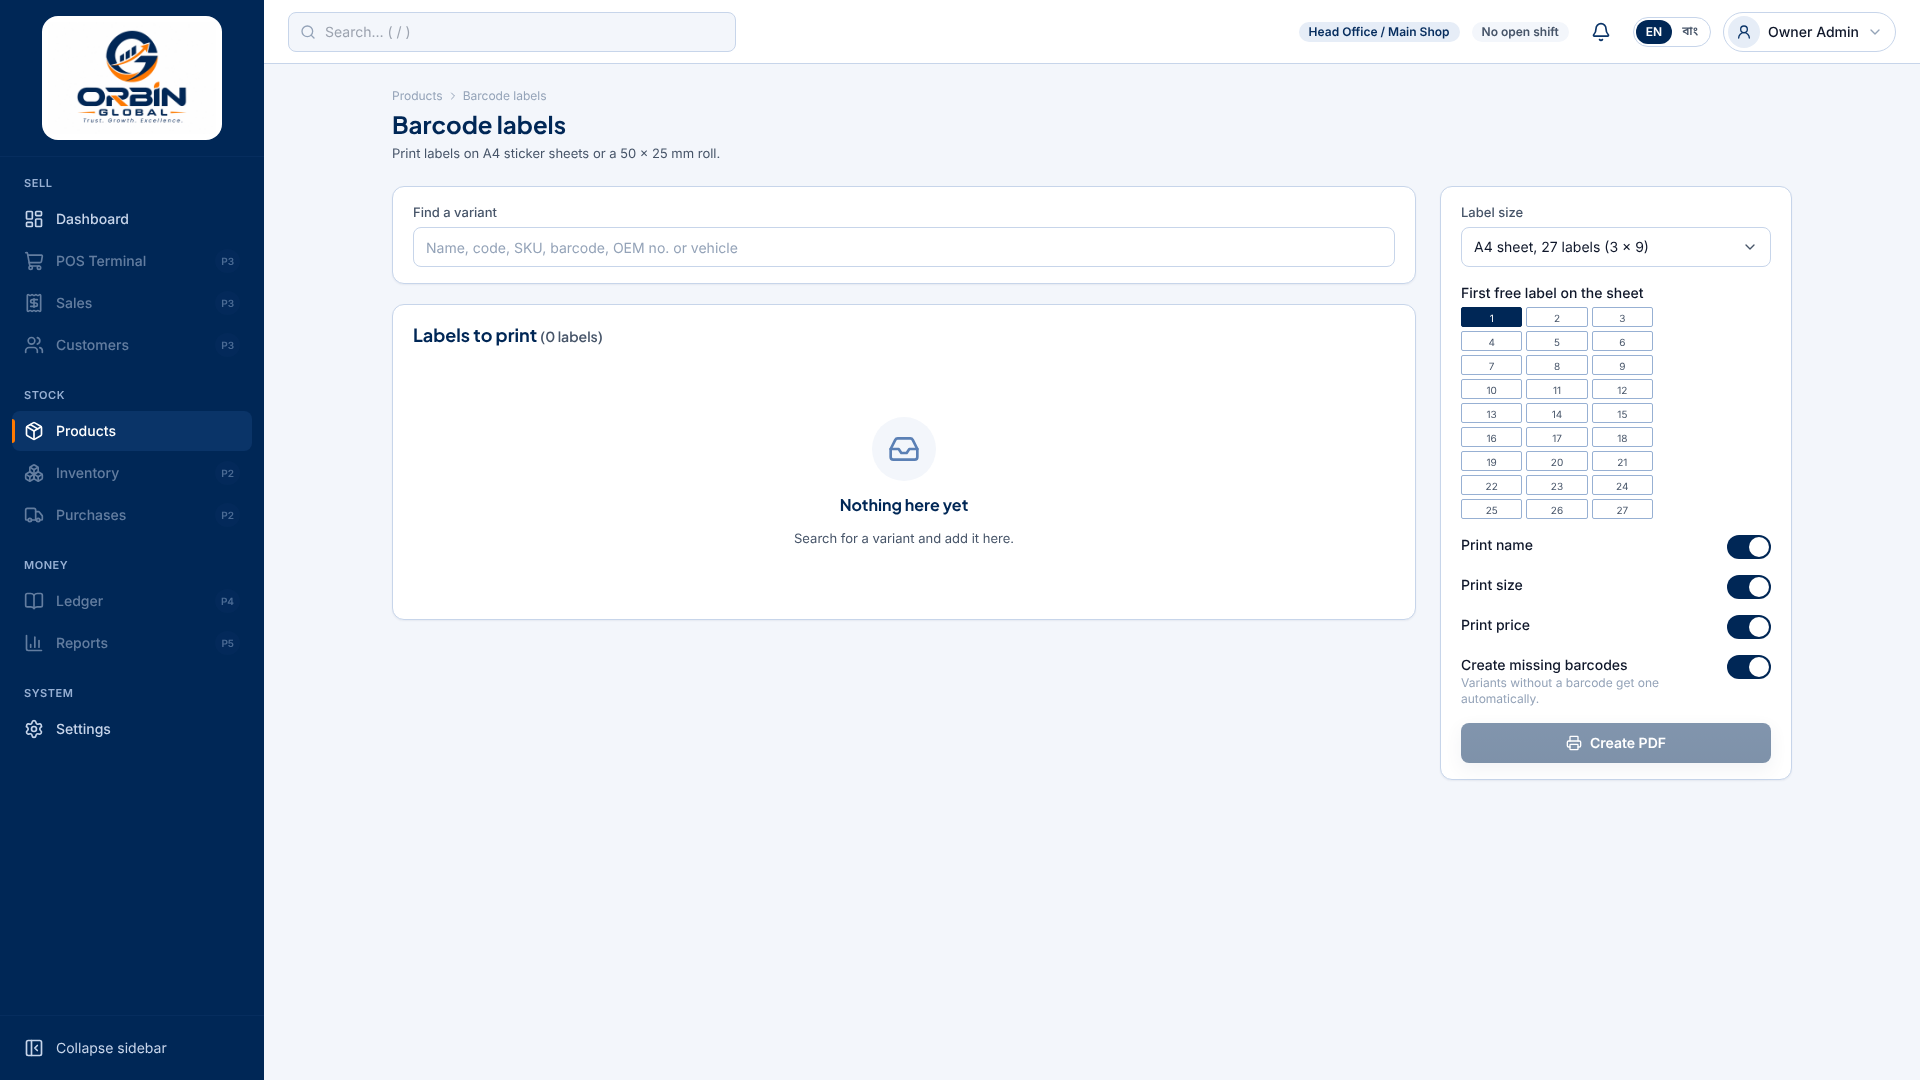 ORBIN
GLOBAL
Trust. Growth. Excellence.
SELL
Dashboard
POS Terminal P3
Sales P3
Customers P3
STOCK
Products
Inventory P2
Purchases P2
MONEY
Ledger P4
Reports P5
SYSTEM
Settings
Collapse sidebar
Search... ( / )
Head Office / Main Shop
No open shift
EN
বাং
Owner Admin
Products > Barcode labels
Barcode labels
Print labels on A4 sticker sheets or a 50 × 25 mm roll.
Find a variant
Name, code, SKU, barcode, OEM no. or vehicle
Labels to print (0 labels)
Nothing here yet
Search for a variant and add it here.
Label size
A4 sheet, 27 labels (3 × 9)
First free label on the sheet
1 2 3
4 5 6
7 8 9
10 11 12
13 14 15
16 17 18
19 20 21
22 23 24
25 26 27
Print name
Print size
Print price
Create missing barcodes
Variants without a barcode get one
automatically.
Create PDF